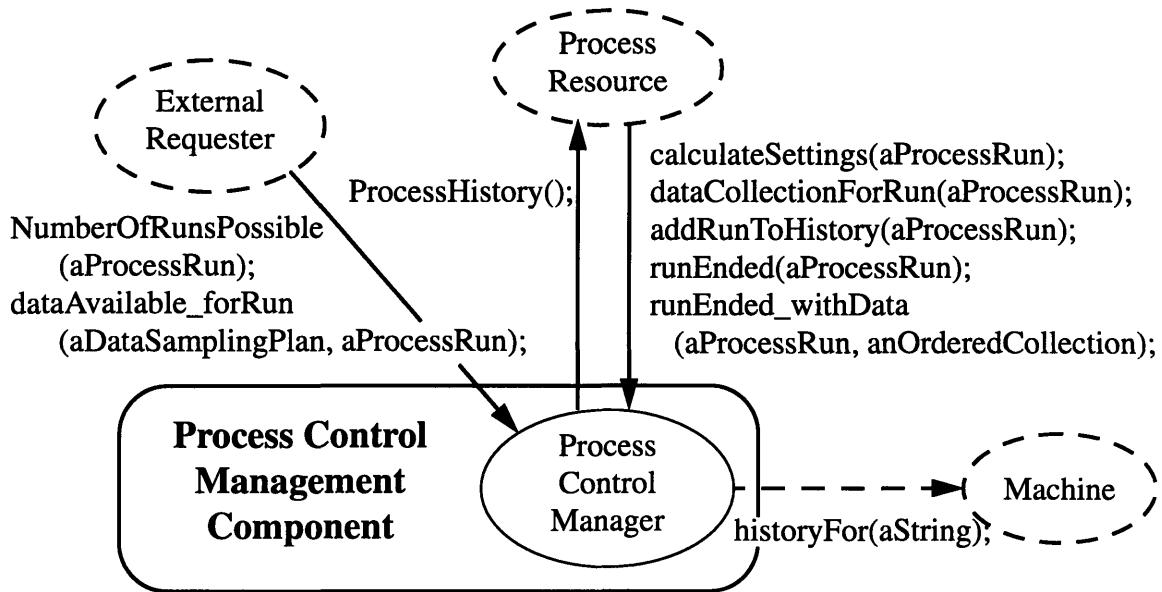 Process
Resource
External
Requester
ProcessHistory();
calculateSettings(aProcessRun);
dataCollectionForRun(aProcessRun);
addRunToHistory(aProcessRun);
runEnded(aProcessRun);
runEnded_withData
(aProcessRun, anOrderedCollection);
NumberOfRunsPossible
(aProcessRun);
dataAvailable_forRun
(aDataSamplingPlan, aProcessRun);
Process Control
Management
Component
Process
Control
Manager
Machine
historyFor(aString);